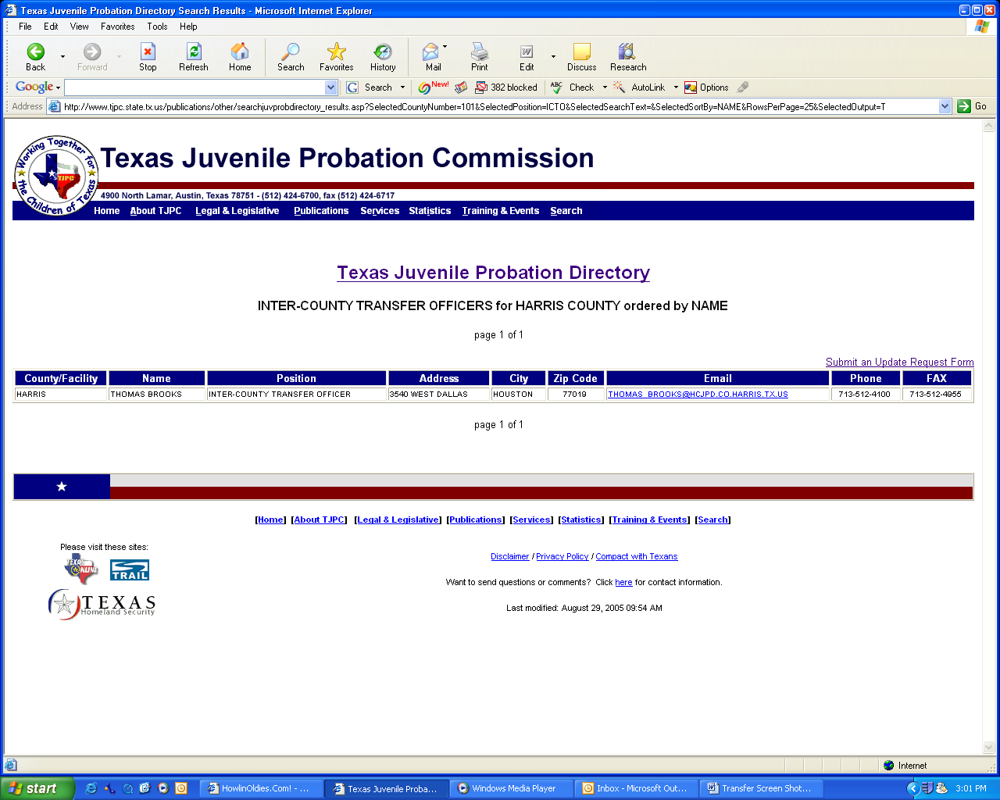 Texas Juvenile Probation Directory Search Results - Microsoft Internet Explorer
File Edit View Favorites Tools Help
Back Forward Stop Refresh Home Search Favorites History Mail Print Edit Discuss Research
Google Search New! 382 blocked Check AutoLink Options
Address http://www.tjpc.state.tx.us/publications/other/searchjuvprobdirectory_results.asp?SelectedCountyNumber=101&SelectedPosition=ICTO&SelectedSearchText=&SelectedSortBy=NAME&RowsPerPage=25&SelectedOutput=T Go
Working Together for the Children of Texas
TJPC
Texas Juvenile Probation Commission
4900 North Lamar, Austin, Texas 78751 - (512) 424-6700, fax (512) 424-6717
Home About TJPC Legal & Legislative Publications Services Statistics Training & Events Search
Texas Juvenile Probation Directory
INTER-COUNTY TRANSFER OFFICERS for HARRIS COUNTY ordered by NAME
page 1 of 1
Submit an Update Request Form
County/Facility Name Position Address City Zip Code Email Phone FAX
HARRIS THOMAS BROOKS INTER-COUNTY TRANSFER OFFICER 3540 WEST DALLAS HOUSTON 77019 THOMAS_BROOKS@HCJPD.CO.HARRIS.TX.US 713-512-4100 713-512-4955
page 1 of 1
[Home] [About TJPC] [Legal & Legislative] [Publications] [Services] [Statistics] [Training & Events] [Search]
Please visit these sites:
TEXAS ONLINE
TRAIL
TEXAS
Homeland Security
Disclaimer / Privacy Policy / Compact with Texans
Want to send questions or comments? Click here for contact information.
Last modified: August 29, 2005 09:54 AM
Internet
start HowlinOldies.Com! - ... Texas Juvenile Proba... Windows Media Player Inbox - Microsoft Out... Transfer Screen Shot... 3:01 PM